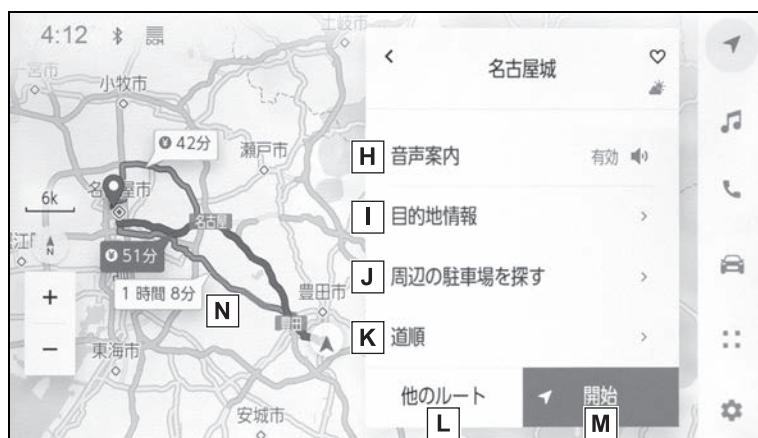 4:12
DCM
土岐市
一宮市
小牧市
¥ 42分
瀬戸市
名古屋市
6k
N
名古屋
¥ 51分
1 時間 8分
N
豊田市
豊田
+
−
東海市
安城市
名古屋城
H 音声案内 有効
I 目的地情報
J 周辺の駐車場を探す
K 道順
他のルート
開始
L
M